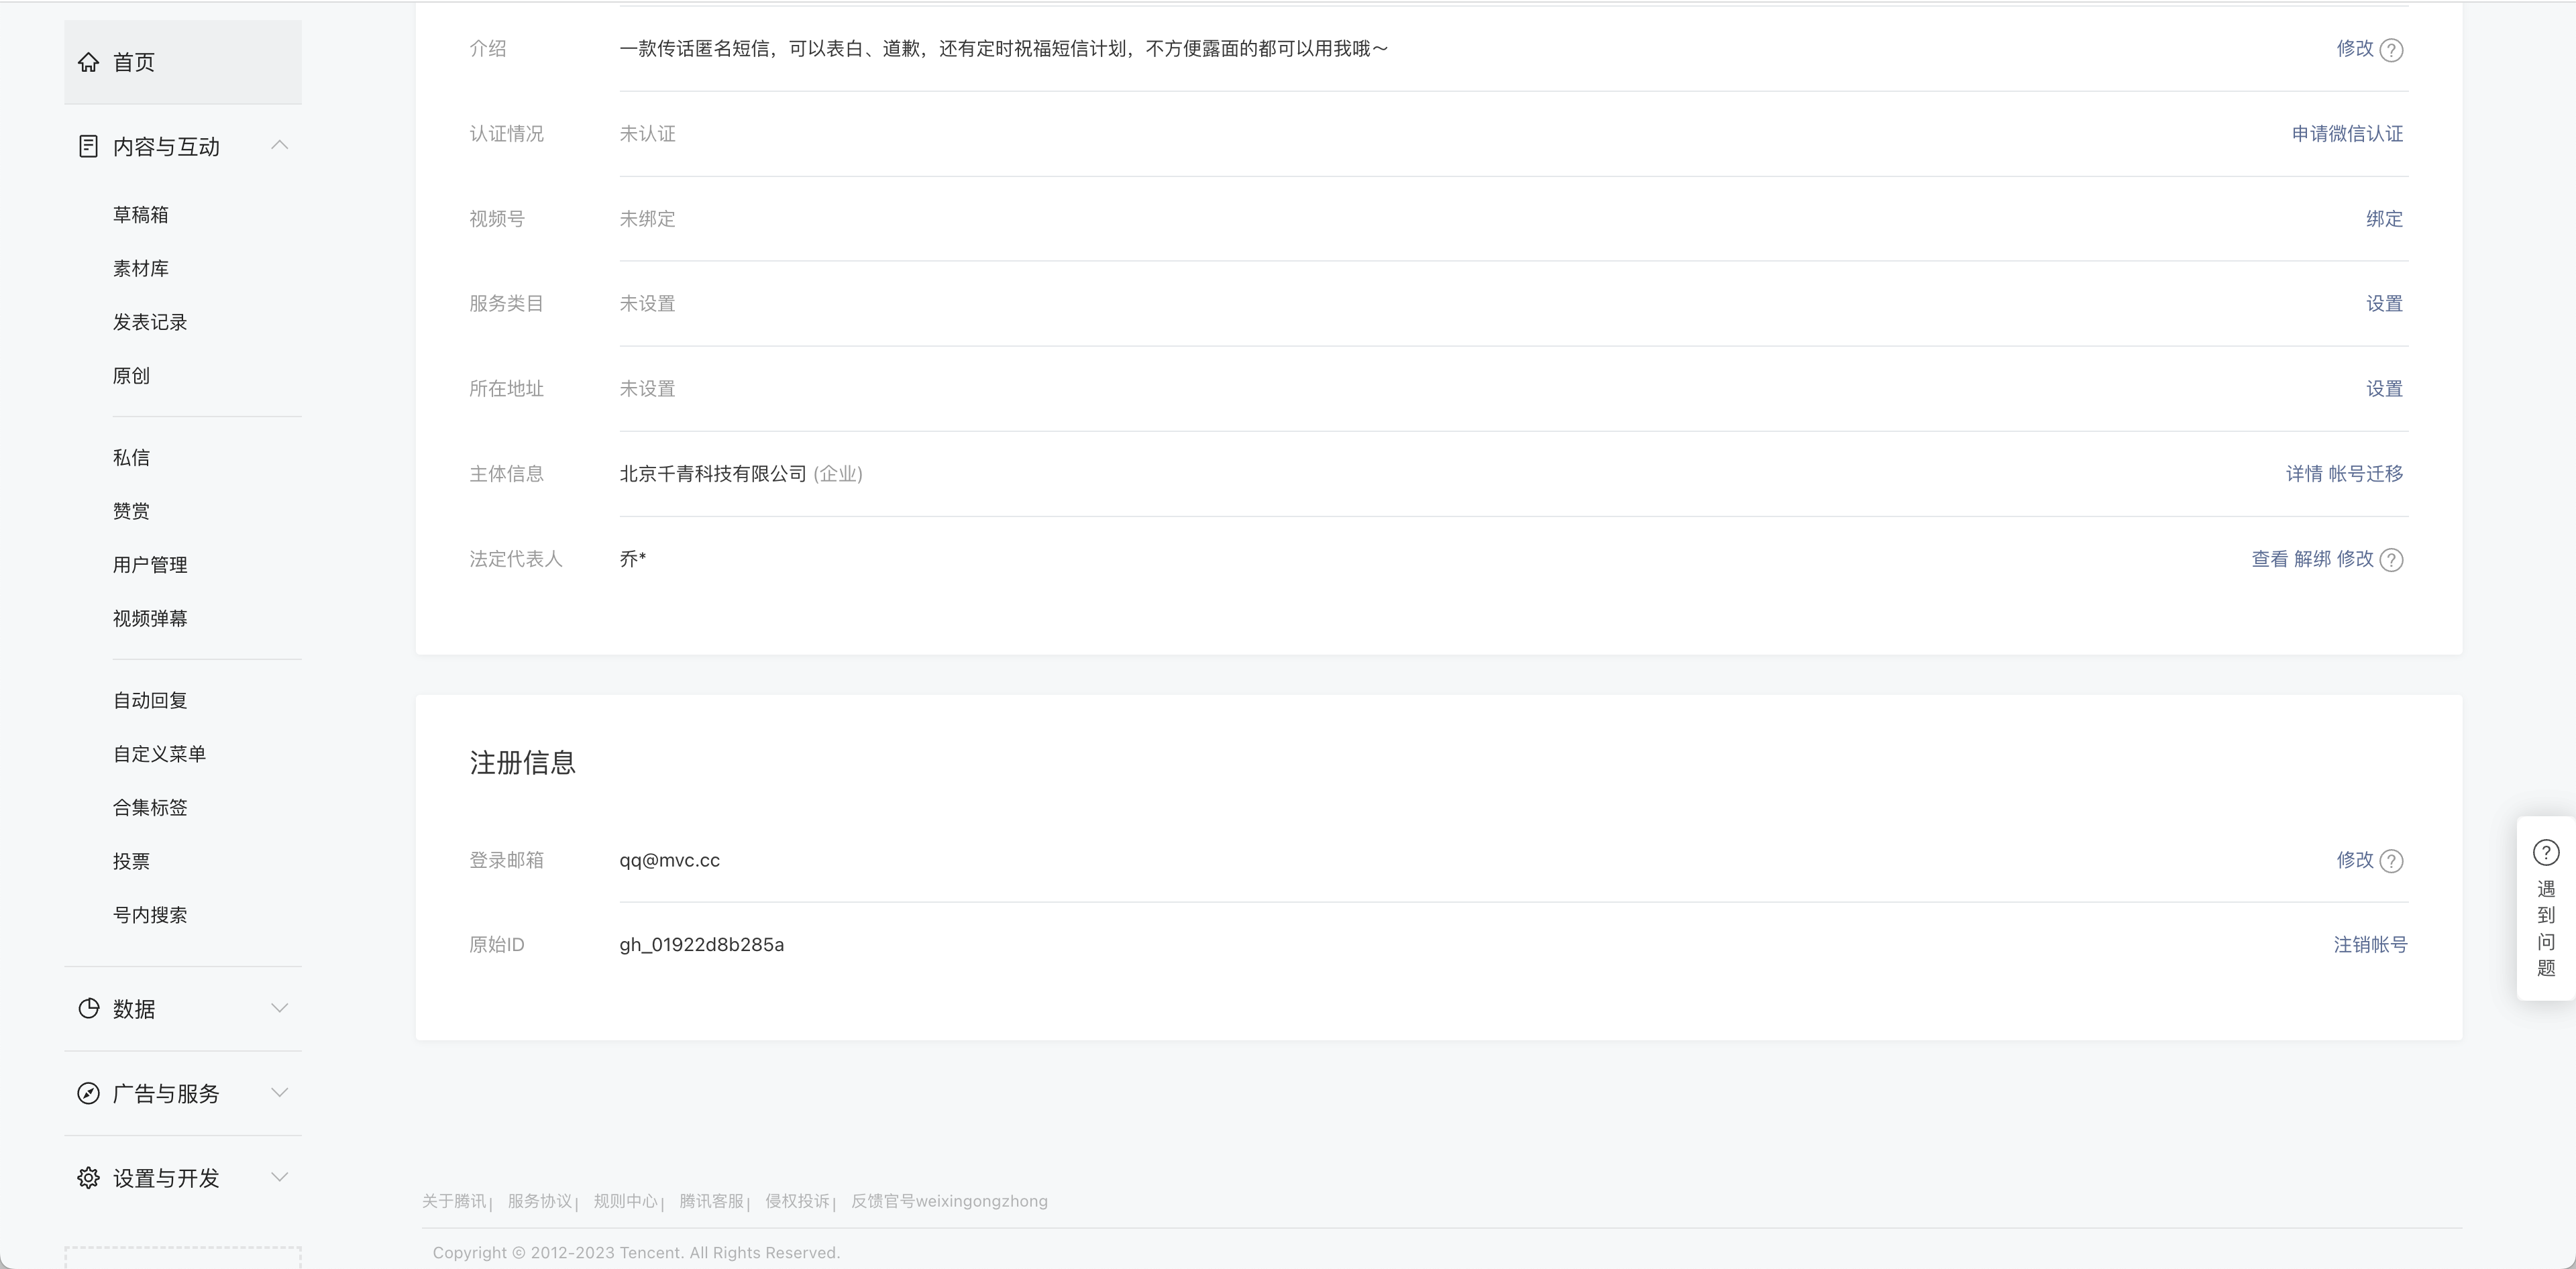 首页
内容与互动
草稿箱
素材库
发表记录
原创
私信
赞赏
用户管理
视频弹幕
自动回复
自定义菜单
合集标签
投票
号内搜索
数据
广告与服务
设置与开发
介绍 一款传话匿名短信，可以表白、道歉，还有定时祝福短信计划，不方便露面的都可以用我哦～ 修改 ?
认证情况 未认证 申请微信认证
视频号 未绑定 绑定
服务类目 未设置 设置
所在地址 未设置 设置
主体信息 北京千青科技有限公司 (企业) 详情 帐号迁移
法定代表人 乔* 查看 解绑 修改 ?
注册信息
登录邮箱 qq@mvc.cc 修改 ?
原始ID gh_01922d8b285a 注销帐号
关于腾讯| 服务协议| 规则中心| 腾讯客服| 侵权投诉| 反馈官号weixingongzhong
Copyright © 2012-2023 Tencent. All Rights Reserved.
?
遇
到
问
题